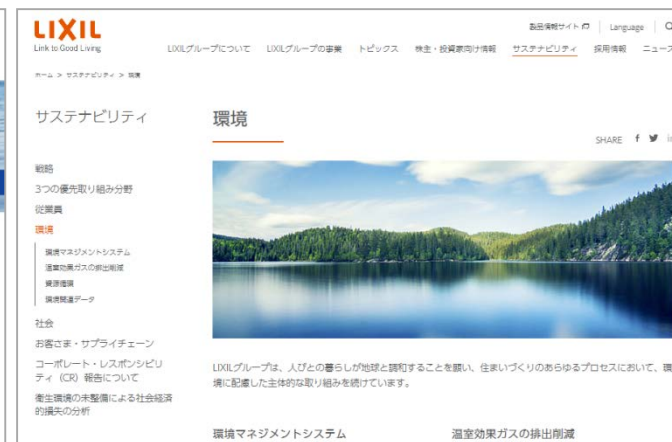 LIXIL
Link to Good Living
製品情報サイト
Language
LIXILグループについて
LIXILグループの事業
トピックス
株主・投資家向け情報
サステナビリティ
採用情報
ニュース
ホーム > サステナビリティ > 環境
サステナビリティ
環境
SHARE
戦略
3つの優先取り組み分野
従業員
環境
環境マネジメントシステム
温室効果ガスの排出削減
資源循環
環境関連データ
社会
お客さま・サプライチェーン
コーポレート・レスポンシビリ
ティ（CR）報告について
衛生環境の未整備による社会経済
的損失の分析
LIXILグループは、人びとの暮らしが地球と調和することを願い、住まいづくりのあらゆるプロセスにおいて、環
境に配慮した主体的な取り組みを続けています。
環境マネジメントシステム
温室効果ガスの排出削減